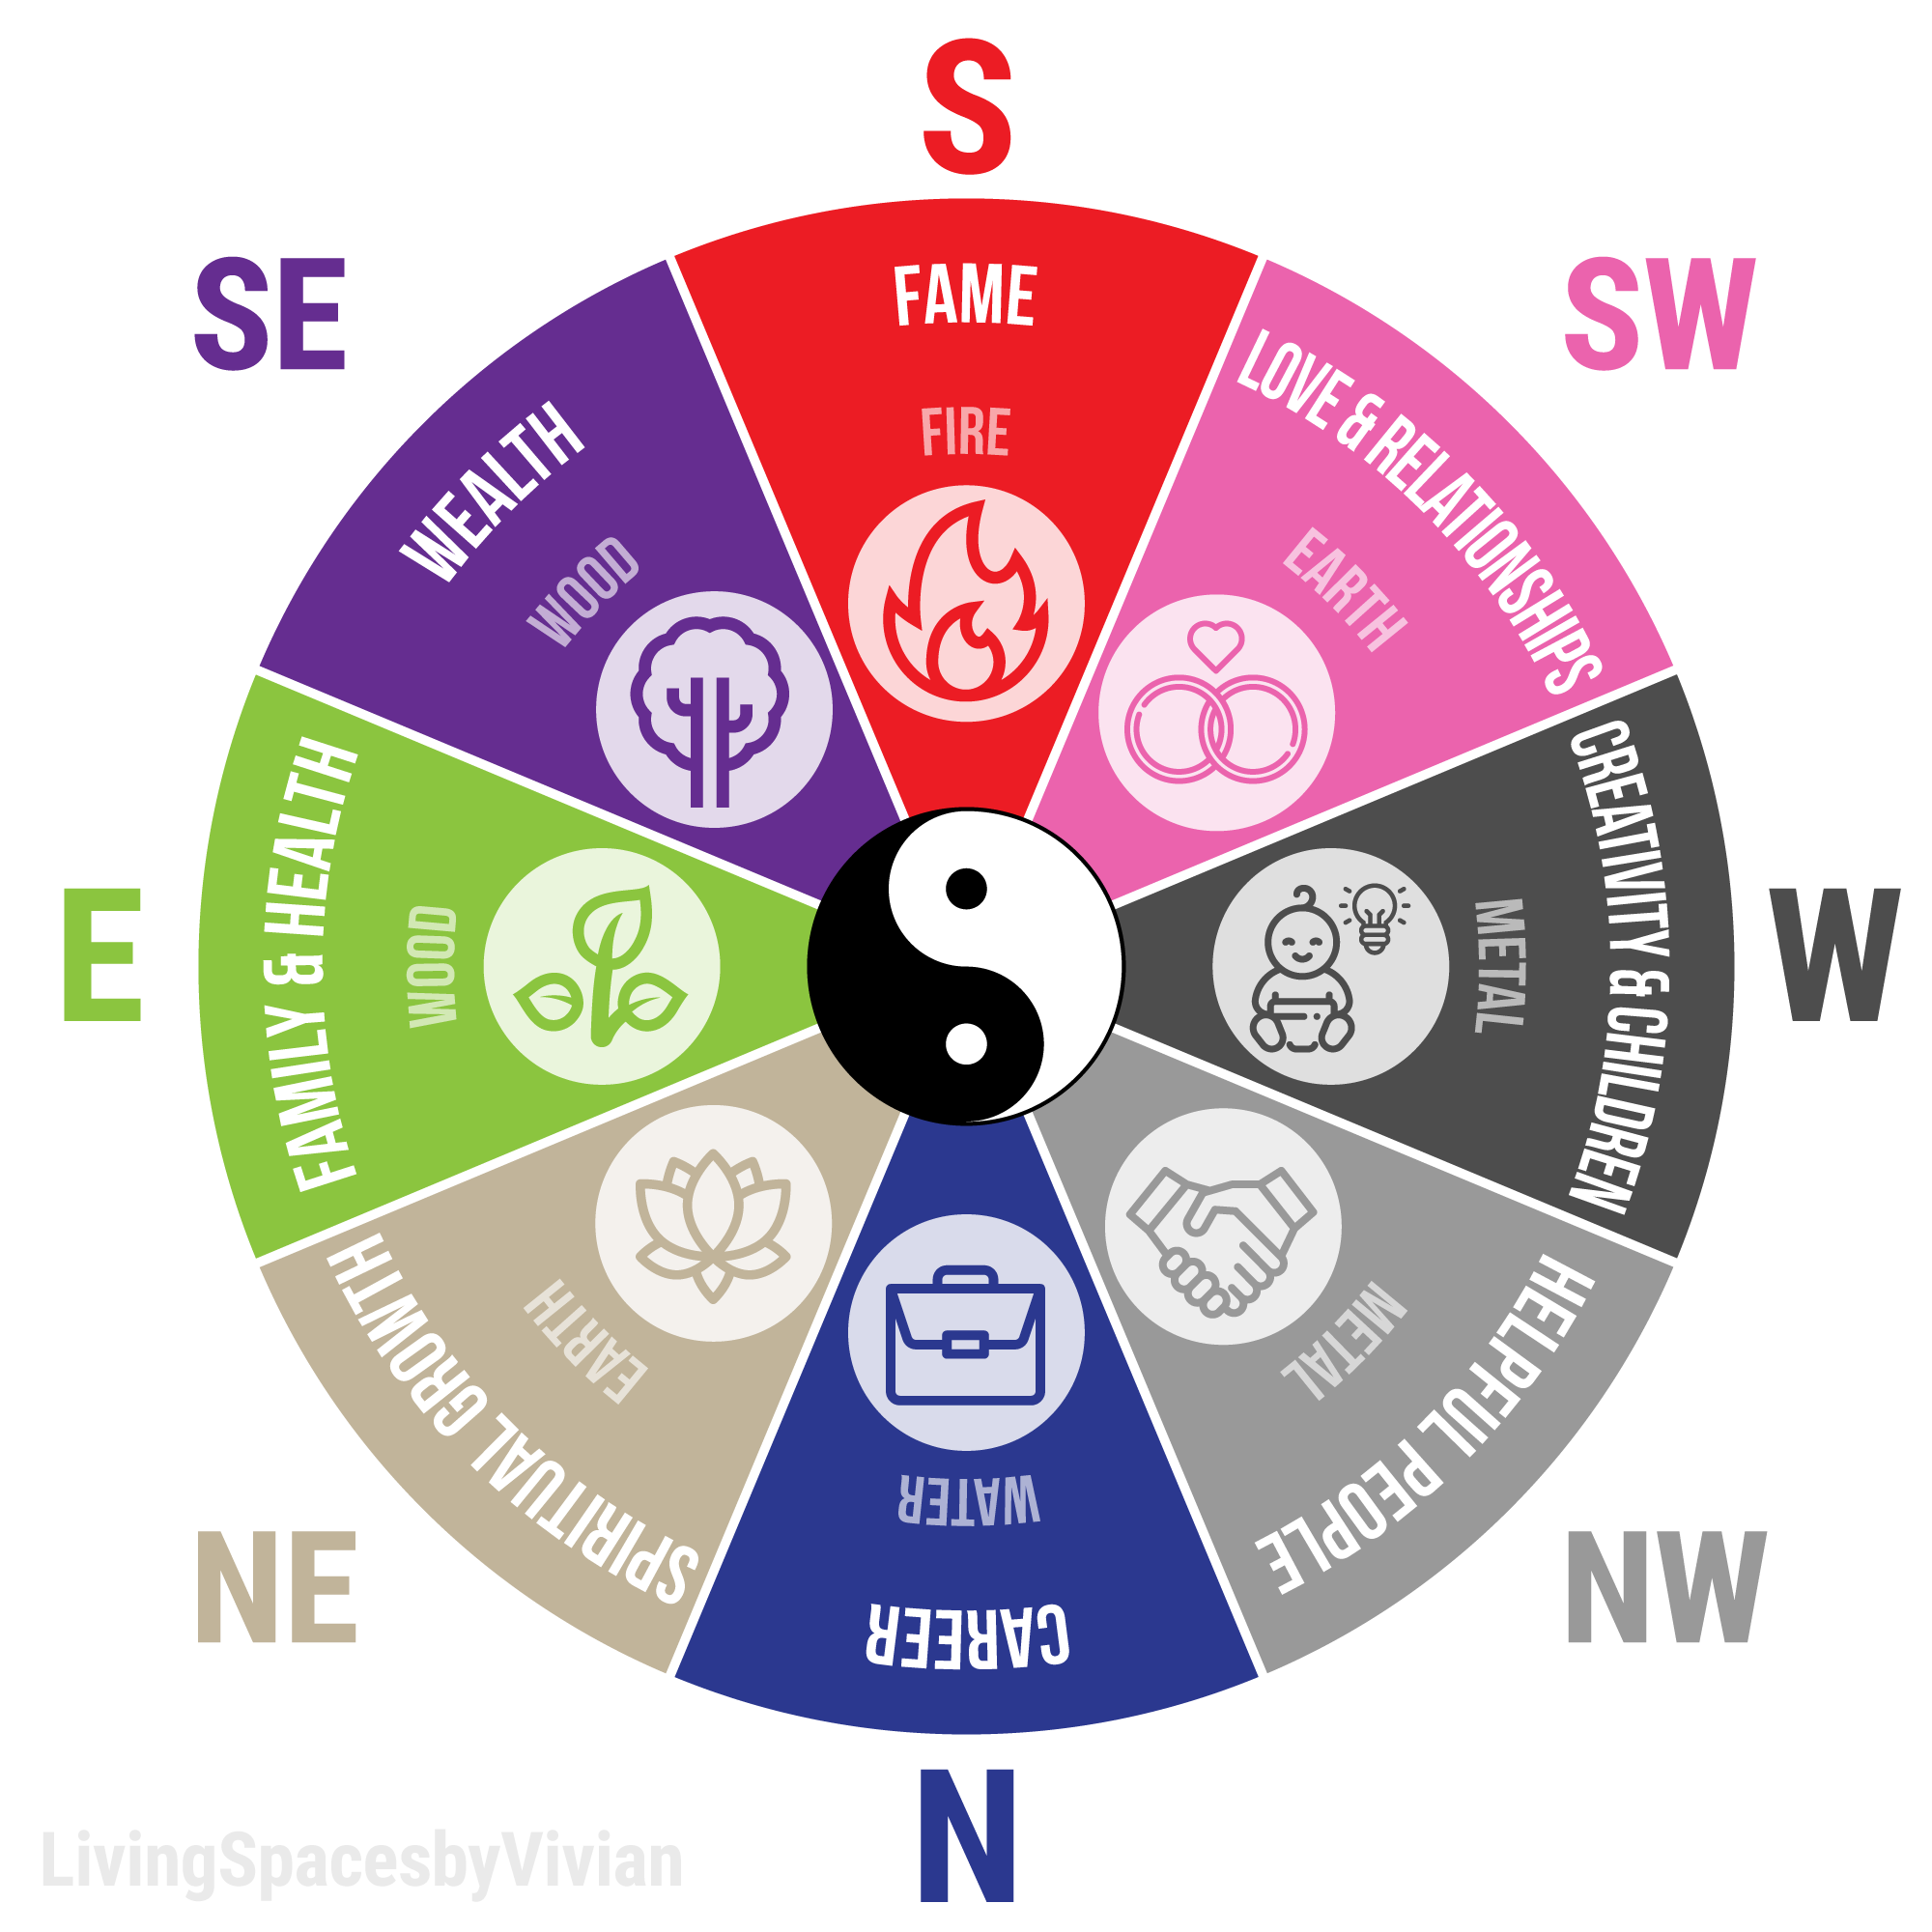 S
SE
SW
FAME
FIRE
LOVE & RELATIONSHIPS
EARTH
WEALTH
WOOD
E
FAMILY & HEALTH
WOOD
METAL
CREATIVITY & CHILDREN
W
SPIRITUAL GROWTH
EARTH
WATER
CAREER
METAL
HELPFUL PEOPLE
NE
NW
N
LivingSpacesbyVivian